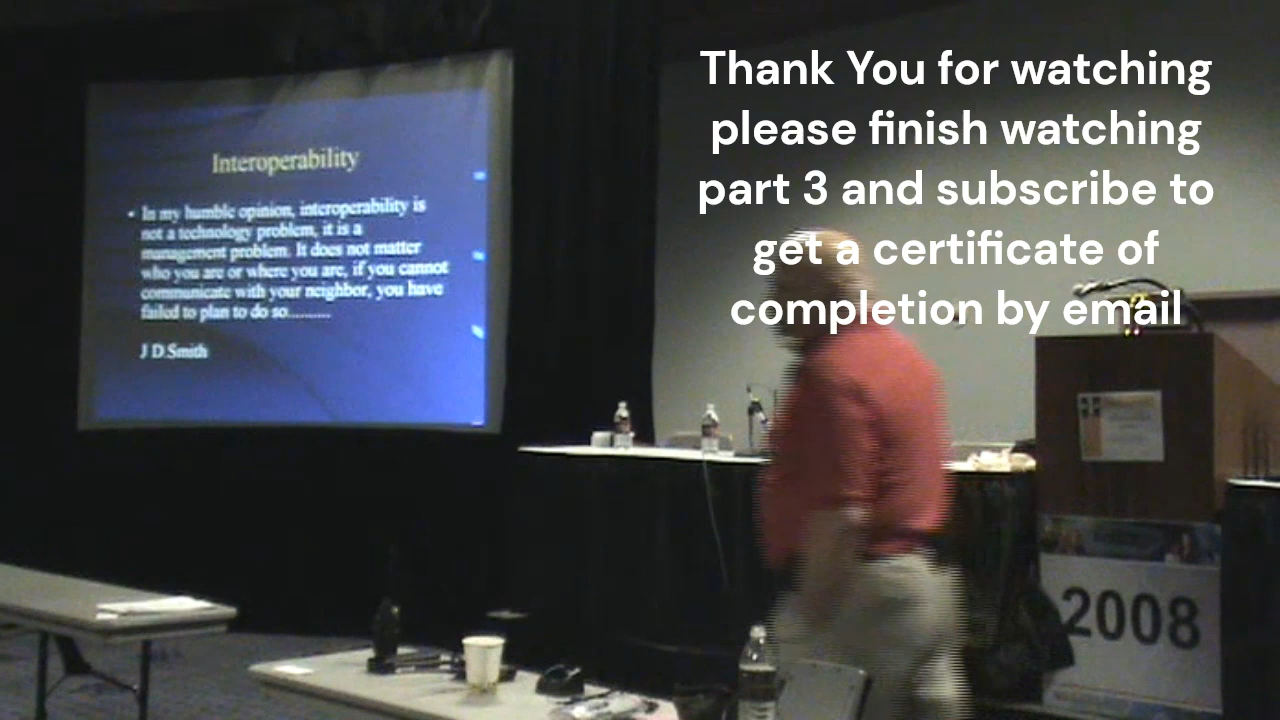 Thank You for watching
please finish watching
part 3 and subscribe to
get a certificate of
completion by email
Interoperability
• In my humble opinion, interoperability is
not a technology problem, it is a
management problem. It does not matter
who you are or where you are, if you cannot
communicate with your neighbor, you have
failed to plan to do so..........
J D Smith
2008